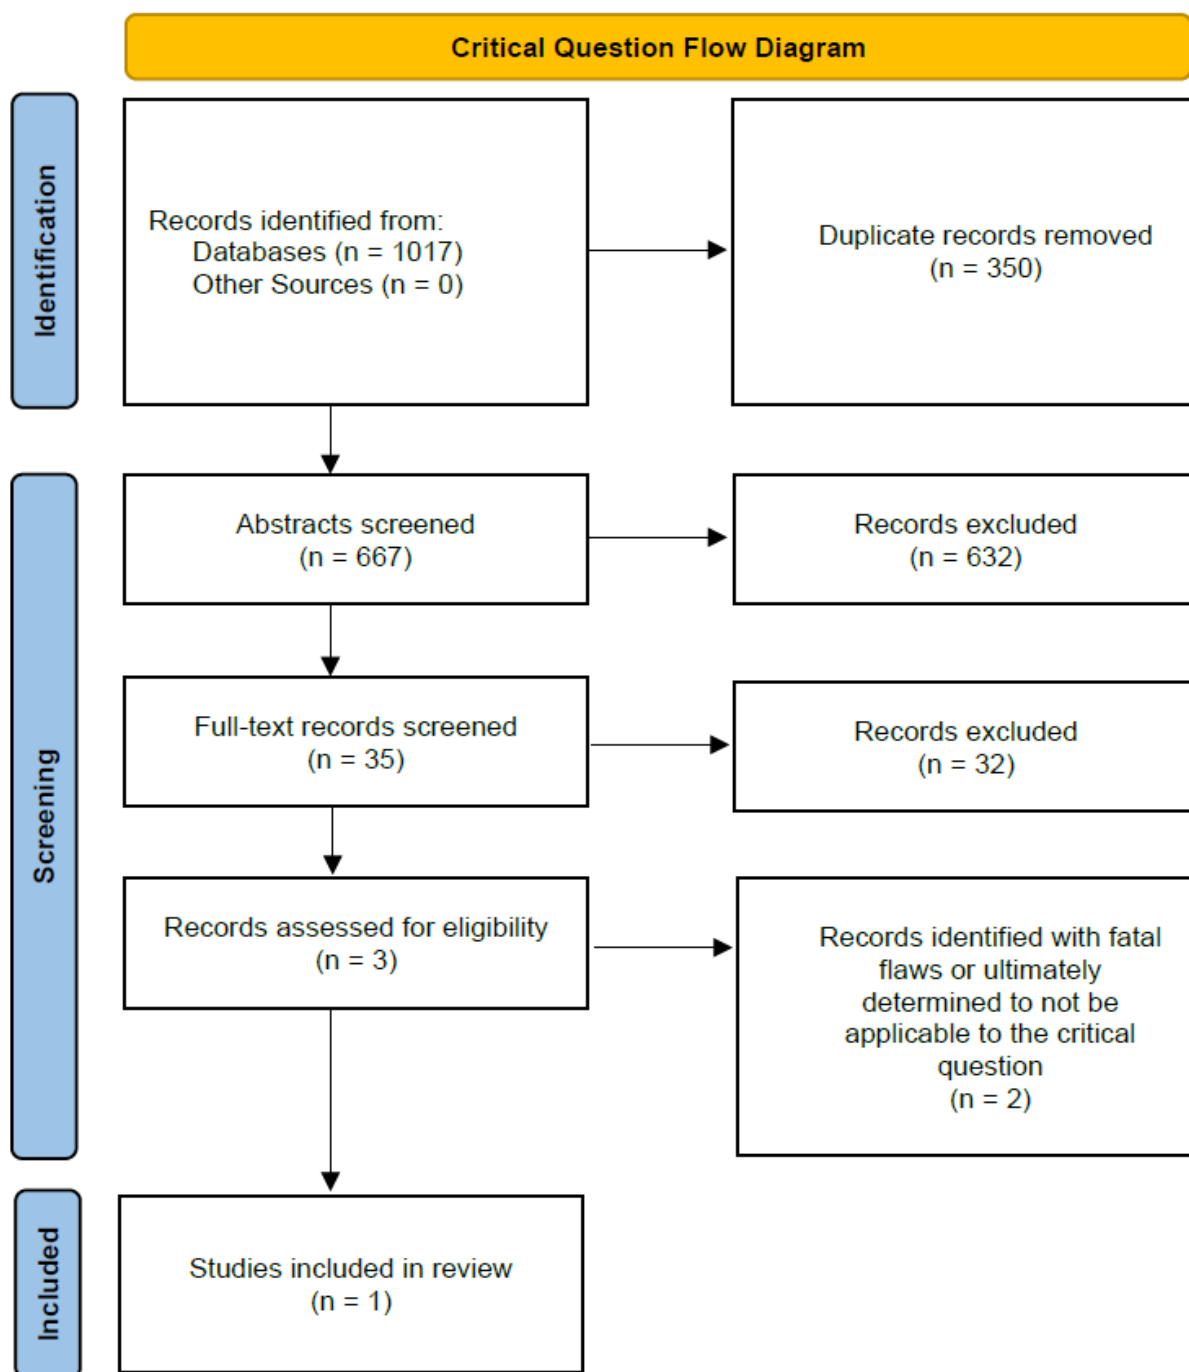 Critical Question Flow Diagram
Identification
Records identified from:
Databases (n = 1017)
Other Sources (n = 0)
Duplicate records removed
(n = 350)
Screening
Abstracts screened
(n = 667)
Records excluded
(n = 632)
Full-text records screened
(n = 35)
Records excluded
(n = 32)
Records assessed for eligibility
(n = 3)
Records identified with fatal
flaws or ultimately
determined to not be
applicable to the critical
question
(n = 2)
Included
Studies included in review
(n = 1)